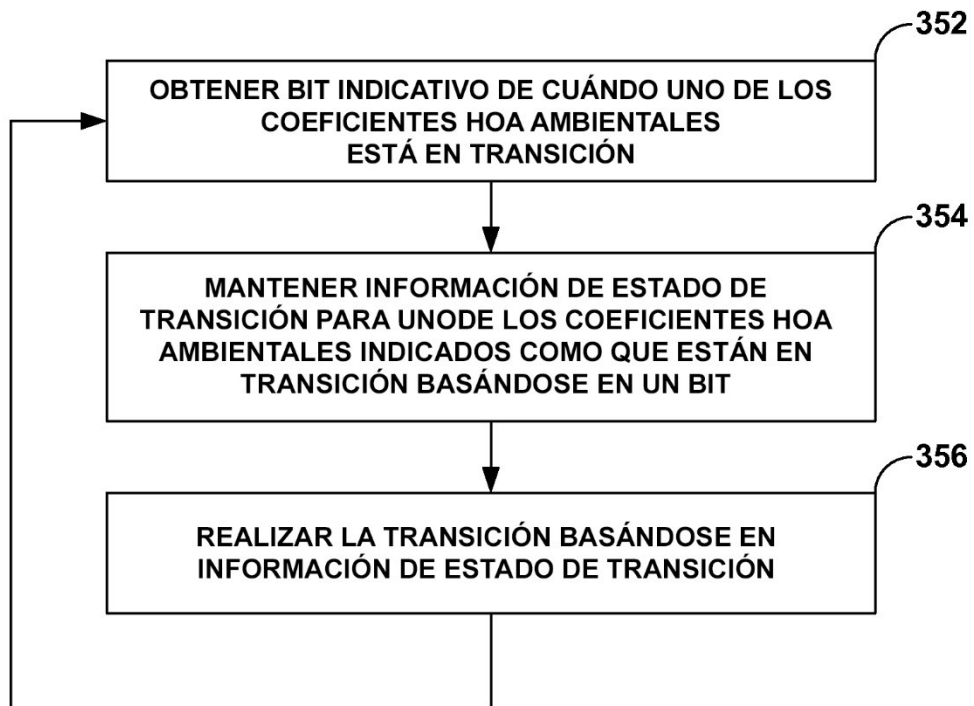 352
OBTENER BIT INDICATIVO DE CUÁNDO UNO DE LOS
COEFICIENTES HOA AMBIENTALES
ESTÁ EN TRANSICIÓN
354
MANTENER INFORMACIÓN DE ESTADO DE
TRANSICIÓN PARA UNODE LOS COEFICIENTES HOA
AMBIENTALES INDICADOS COMO QUE ESTÁN EN
TRANSICIÓN BASÁNDOSE EN UN BIT
356
REALIZAR LA TRANSICIÓN BASÁNDOSE EN
INFORMACIÓN DE ESTADO DE TRANSICIÓN